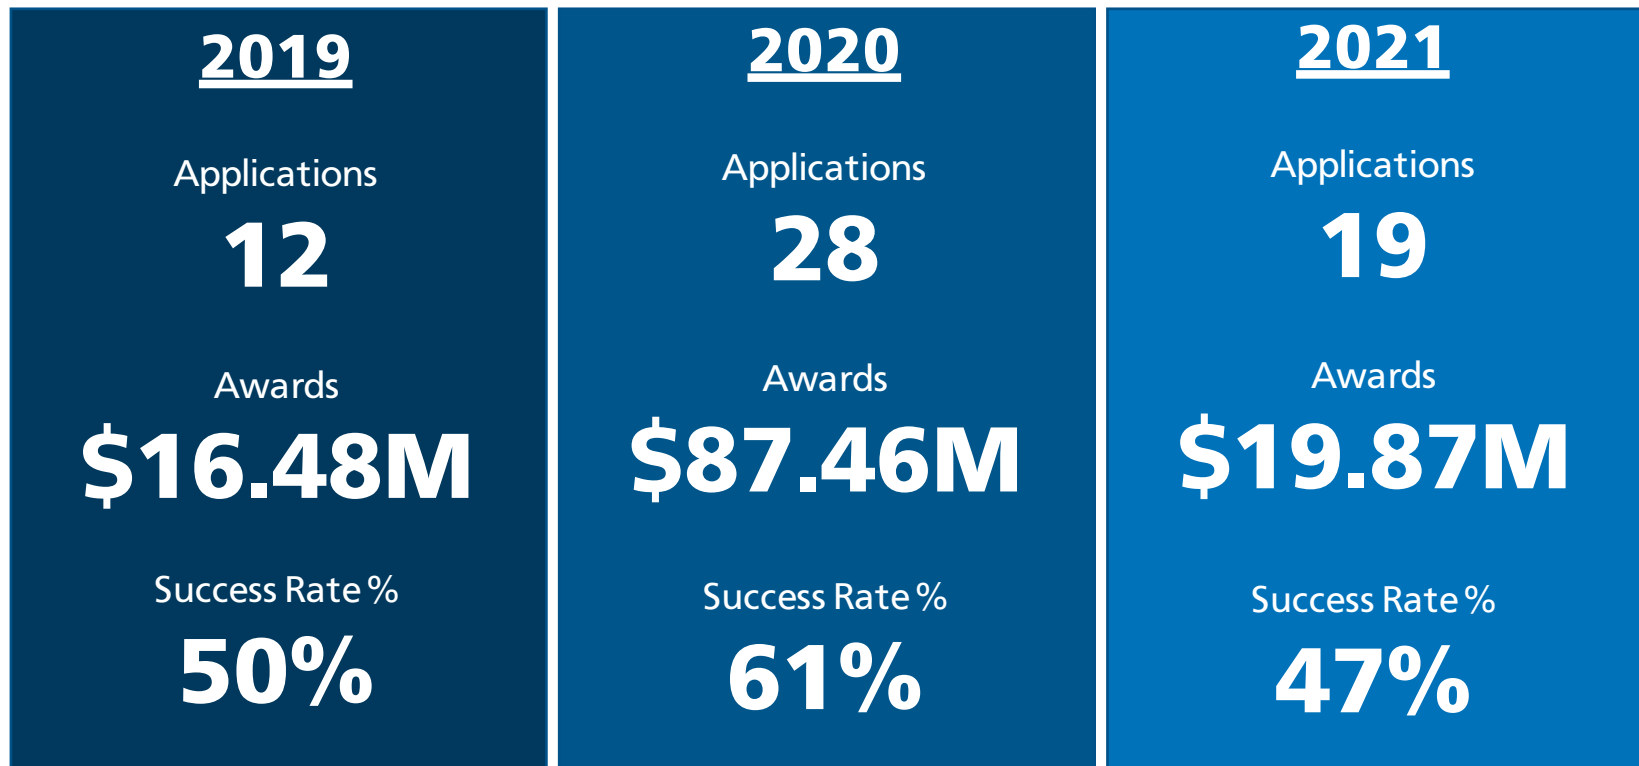 2019
Applications
12
Awards
$16.48M
Success Rate %
50%
2020
Applications
28
Awards
$87.46M
Success Rate %
61%
2021
Applications
19
Awards
$19.87M
Success Rate %
47%